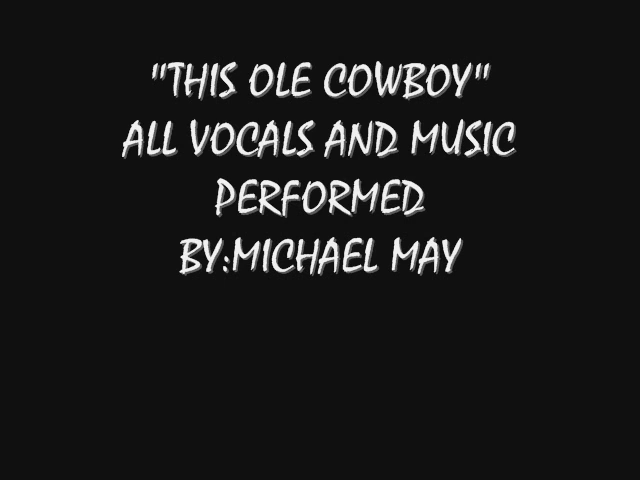 "THIS OLE COWBOY"
ALL VOCALS AND MUSIC
PERFORMED
BY:MICHAEL MAY